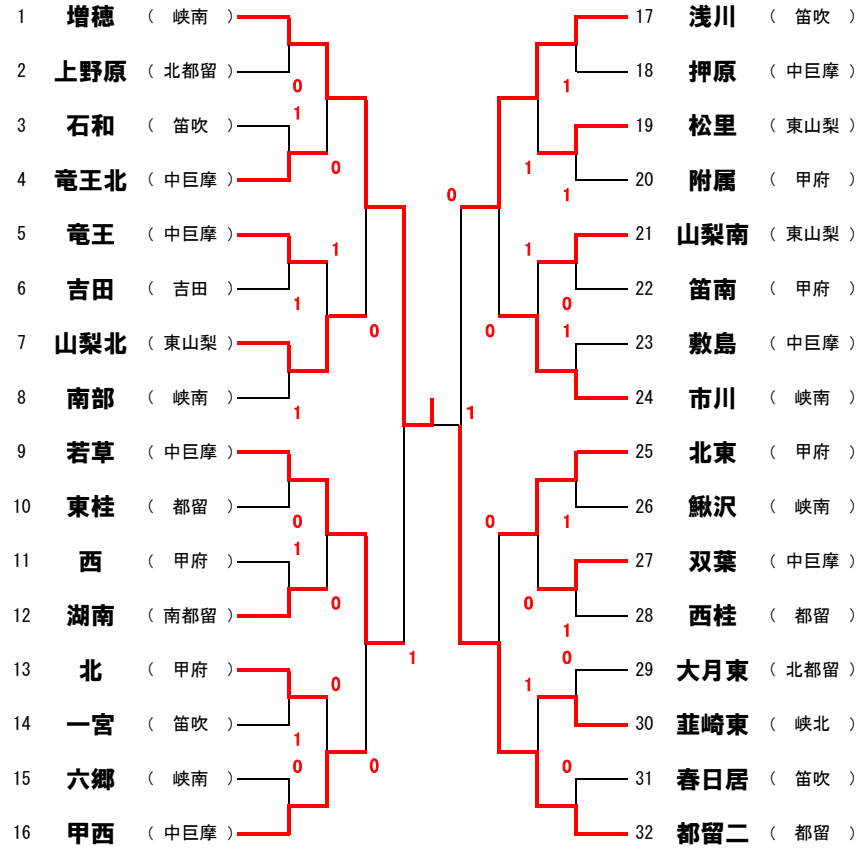 1 増穂 （ 峡南 ）
2 上野原 （ 北都留 ）
0
1
3 石和 （ 笛吹 ）
4 竜王北 （ 中巨摩 ）
0
5 竜王 （ 中巨摩 ）
1
6 吉田 （ 吉田 ）
1
7 山梨北 （ 東山梨 ）
0
8 南部 （ 峡南 ）
1
9 若草 （ 中巨摩 ）
10 東桂 （ 都留 ）
0
1
11 西 （ 甲府 ）
12 湖南 （ 南都留 ）
0
13 北 （ 甲府 ）
0
14 一宮 （ 笛吹 ）
1
0
15 六郷 （ 峡南 ）
0
16 甲西 （ 中巨摩 ）
1
0
1
17 浅川 （ 笛吹 ）
18 押原 （ 中巨摩 ）
1
19 松里 （ 東山梨 ）
1
20 附属 （ 甲府 ）
1
21 山梨南 （ 東山梨 ）
1
22 笛南 （ 甲府 ）
0
1
0
23 敷島 （ 中巨摩 ）
24 市川 （ 峡南 ）
25 北東 （ 甲府 ）
26 鰍沢 （ 峡南 ）
0
1
27 双葉 （ 中巨摩 ）
0
28 西桂 （ 都留 ）
1
0
29 大月東 （ 北都留 ）
1
30 韮崎東 （ 峡北 ）
0
31 春日居 （ 笛吹 ）
32 都留二 （ 都留 ）